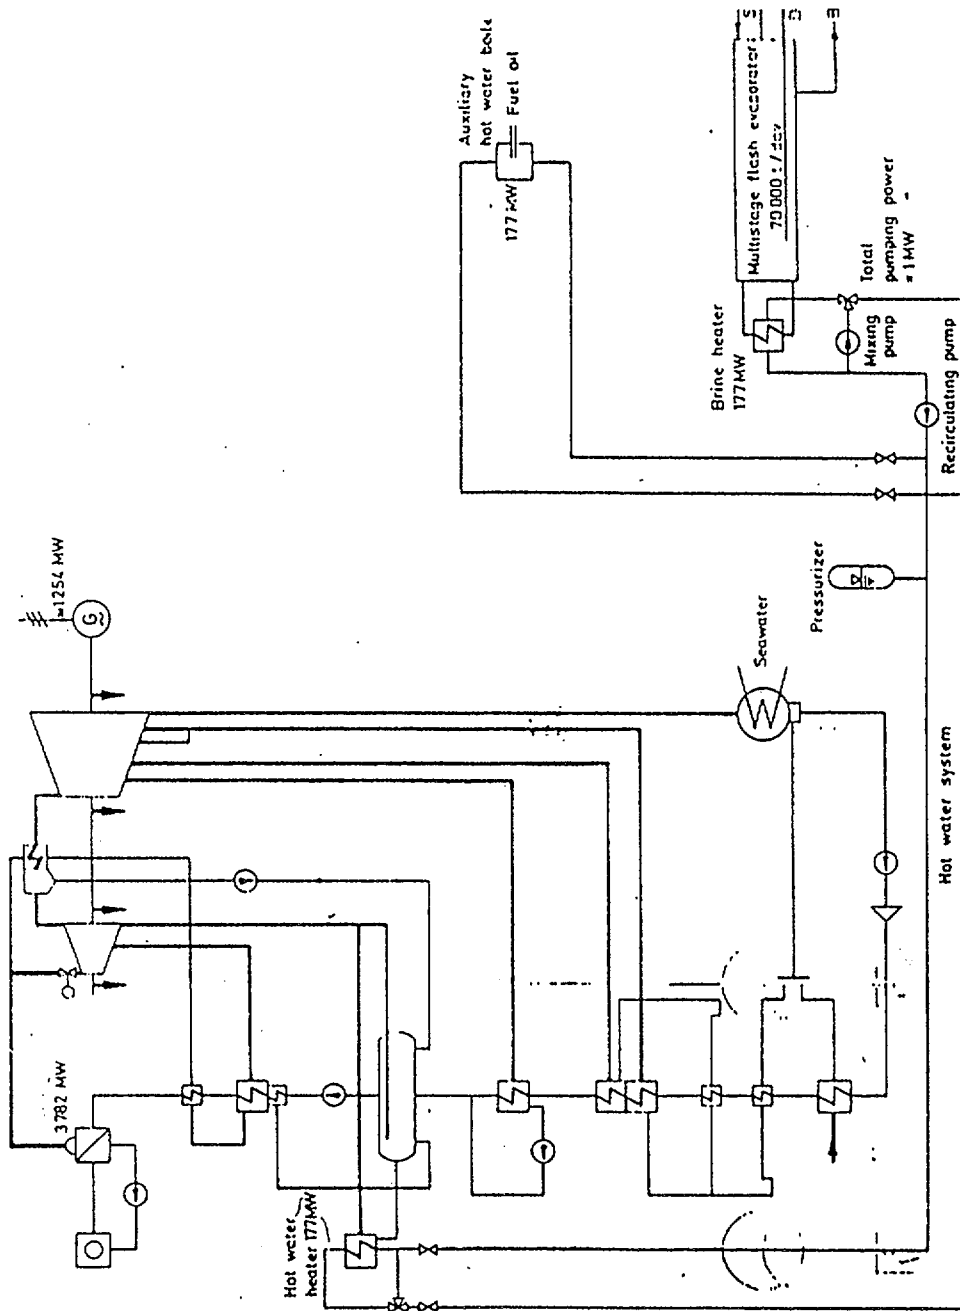 Auxiliary
hot water boile
Fuel oil
177 MW
Multistage flash evaporator
70 000 t / day
Brine heater
177 MW
Mixing
pump
Total
pumping power
≈ 1 MW
Recirculating pump
≈1254 MW
G
Pressurizer
Seawater
Hot water system
3782 MW
Hot water
heater 177MW